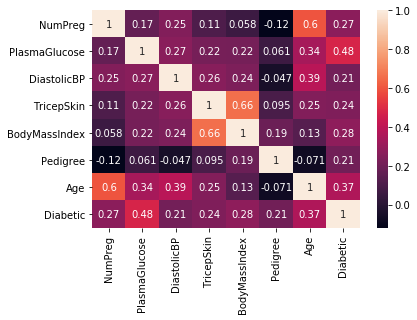 NumPreg 1 0.17 0.25 0.11 0.058 -0.12 0.6 0.27
PlasmaGlucose 0.17 1 0.27 0.22 0.22 0.061 0.34 0.48
DiastolicBP 0.25 0.27 1 0.26 0.24 -0.047 0.39 0.21
TricepSkin 0.11 0.22 0.26 1 0.66 0.095 0.25 0.24
BodyMassIndex 0.058 0.22 0.24 0.66 1 0.19 0.13 0.28
Pedigree -0.12 0.061 -0.047 0.095 0.19 1 -0.071 0.21
Age 0.6 0.34 0.39 0.25 0.13 -0.071 1 0.37
Diabetic 0.27 0.48 0.21 0.24 0.28 0.21 0.37 1
NumPreg
PlasmaGlucose
DiastolicBP
TricepSkin
BodyMassIndex
Pedigree
Age
Diabetic
1.0
0.8
0.6
0.4
0.2
0.0